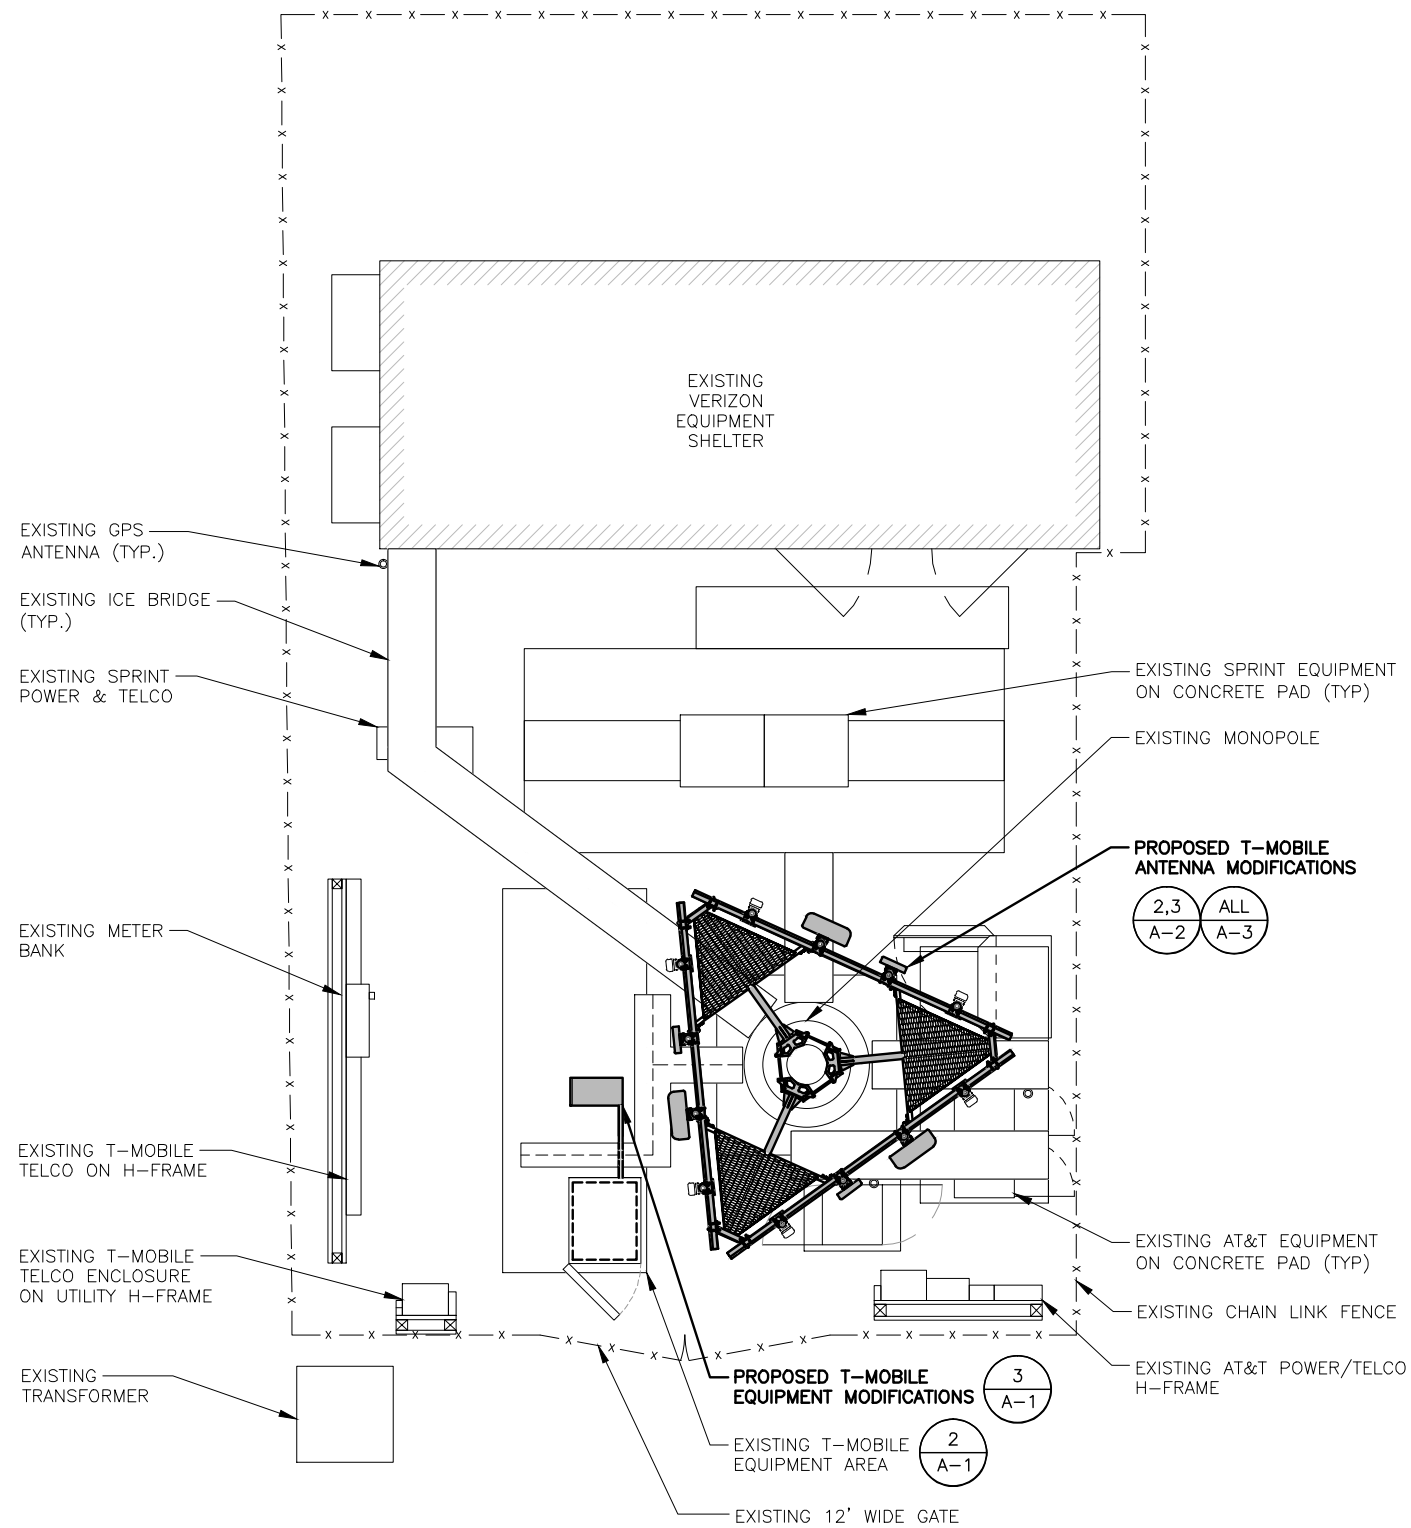 EXISTING
VERIZON
EQUIPMENT
SHELTER
EXISTING GPS
ANTENNA (TYP.)
EXISTING ICE BRIDGE
(TYP.)
EXISTING SPRINT
POWER & TELCO
EXISTING METER
BANK
EXISTING T-MOBILE
TELCO ON H-FRAME
EXISTING T-MOBILE
TELCO ENCLOSURE
ON UTILITY H-FRAME
EXISTING
TRANSFORMER
EXISTING SPRINT EQUIPMENT
ON CONCRETE PAD (TYP)
EXISTING MONOPOLE
PROPOSED T-MOBILE
ANTENNA MODIFICATIONS
2,3
A-2
ALL
A-3
EXISTING AT&T EQUIPMENT
ON CONCRETE PAD (TYP)
EXISTING CHAIN LINK FENCE
EXISTING AT&T POWER/TELCO
H-FRAME
PROPOSED T-MOBILE
EQUIPMENT MODIFICATIONS
3
A-1
EXISTING T-MOBILE
EQUIPMENT AREA
2
A-1
EXISTING 12' WIDE GATE